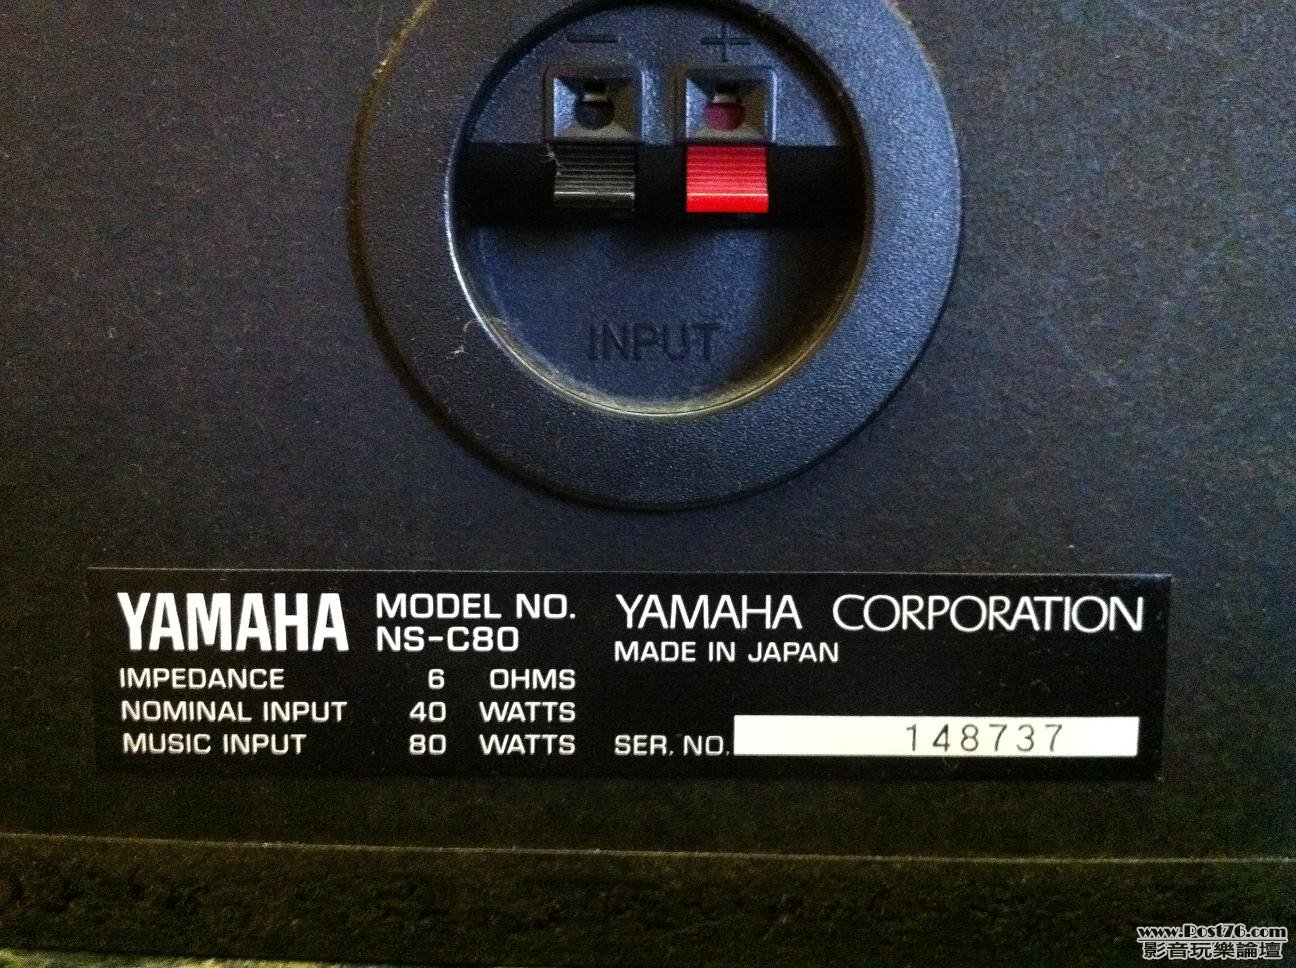 − +
INPUT
YAMAHA
MODEL NO.
NS-C80
IMPEDANCE 6 OHMS
NOMINAL INPUT 40 WATTS
MUSIC INPUT 80 WATTS
YAMAHA CORPORATION
MADE IN JAPAN
SER. NO. 148737
www.Post76.com
影音玩樂論壇